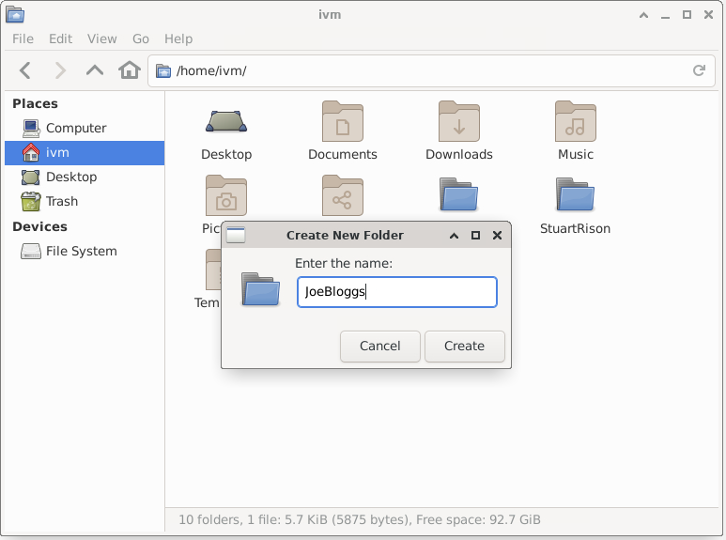 ivm
File Edit View Go Help
/home/ivm/
Places
Computer
ivm
Desktop
Trash
Devices
File System
Desktop Documents Downloads Music
StuartRison
Create New Folder
Enter the name:
JoeBloggs
Cancel Create
10 folders, 1 file: 5.7 KiB (5875 bytes), Free space: 92.7 GiB